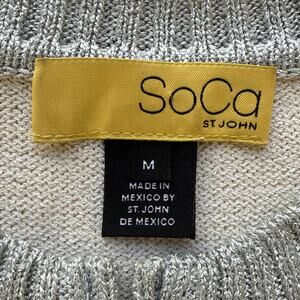 SoCa
ST. JOHN
M
MADE IN
MEXICO BY
ST. JOHN
DE MEXICO